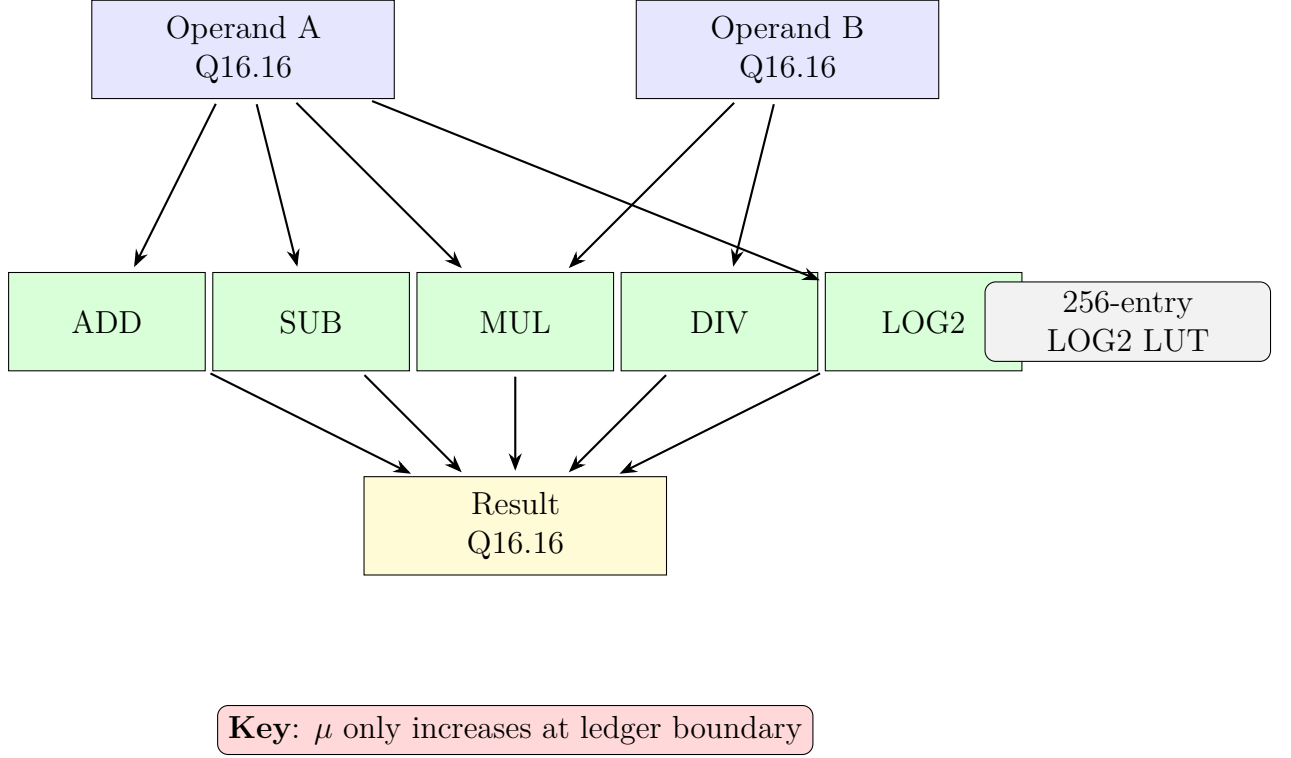 Operand A
Q16.16
Operand B
Q16.16
ADD
SUB
MUL
DIV
LOG2
256-entry
LOG2 LUT
Result
Q16.16
Key: μ only increases at ledger boundary